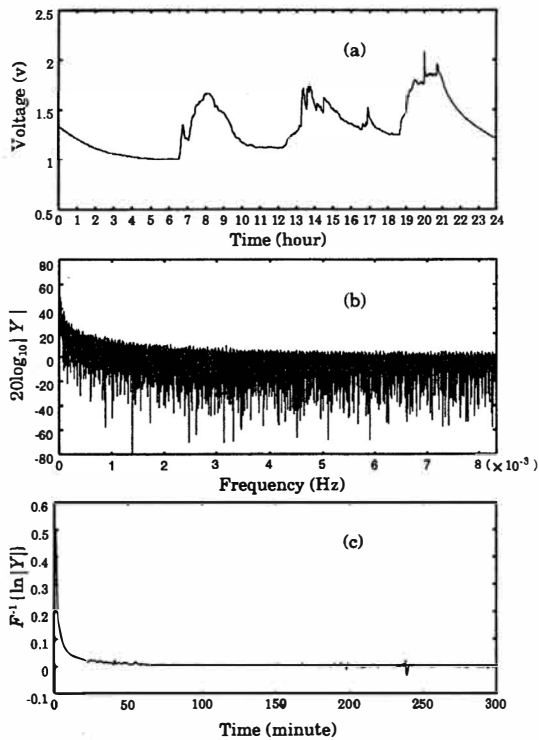 2.5
2
1.5
1
0.5
Voltage (v)
(a)
0 1 2 3 4 5 6 7 8 9 10 11 12 13 14 15 16 17 18 19 20 21 22 23 24
Time (hour)
80
60
40
20
0
-20
-40
-60
-80
20log10| Y |
(b)
0 1 2 3 4 5 6 7 8 (×10⁻³)
Frequency (Hz)
0.6
0.5
0.4
0.3
0.2
0.1
0
-0.1
F⁻¹{ln|Y|}
(c)
0 50 100 150 200 250 300
Time (minute)